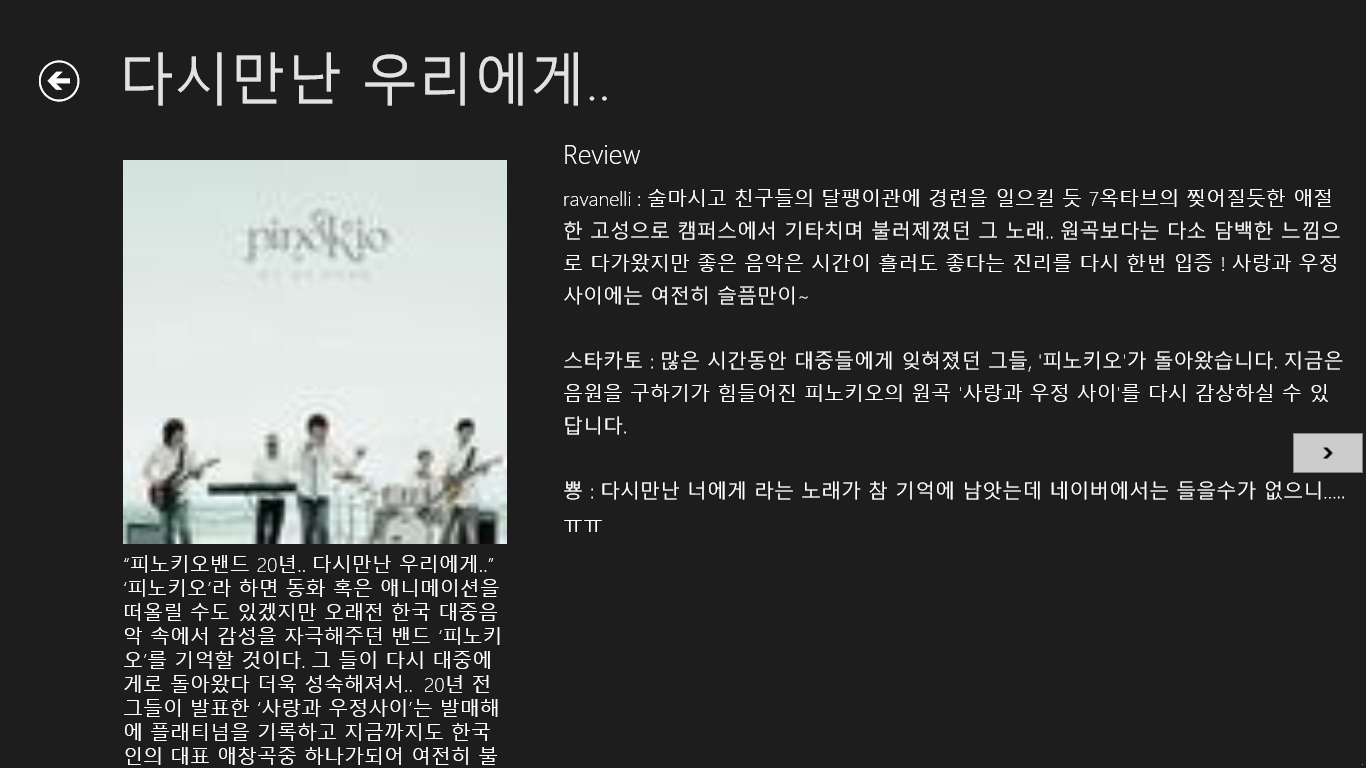 다시만난 우리에게..
pinokio
“피노키오밴드 20년.. 다시만난 우리에게..”
‘피노키오’라 하면 동화 혹은 애니메이션을
떠올릴 수도 있겠지만 오래전 한국 대중음
악 속에서 감성을 자극해주던 밴드 ‘피노키
오’를 기억할 것이다. 그 들이 다시 대중에
게로 돌아왔다 더욱 성숙해져서..  20년 전
그들이 발표한 ‘사랑과 우정사이’는 발매해
에 플래티넘을 기록하고 지금까지도 한국
인의 대표 애창곡중 하나가되어 여전히 불
Review
ravanelli : 술마시고 친구들의 달팽이관에 경련을 일으킬 듯 7옥타브의 찢어질듯한 애절
한 고성으로 캠퍼스에서 기타치며 불러제꼈던 그 노래.. 원곡보다는 다소 담백한 느낌으
로 다가왔지만 좋은 음악은 시간이 흘러도 좋다는 진리를 다시 한번 입증 ! 사랑과 우정
사이에는 여전히 슬픔만이~
스타카토 : 많은 시간동안 대중들에게 잊혀졌던 그들, '피노키오'가 돌아왔습니다. 지금은
음원을 구하기가 힘들어진 피노키오의 원곡 '사랑과 우정 사이'를 다시 감상하실 수 있
답니다.
뿅 : 다시만난 너에게 라는 노래가 참 기억에 남앗는데 네이버에서는 들을수가 없으니.....
ㅠㅠ